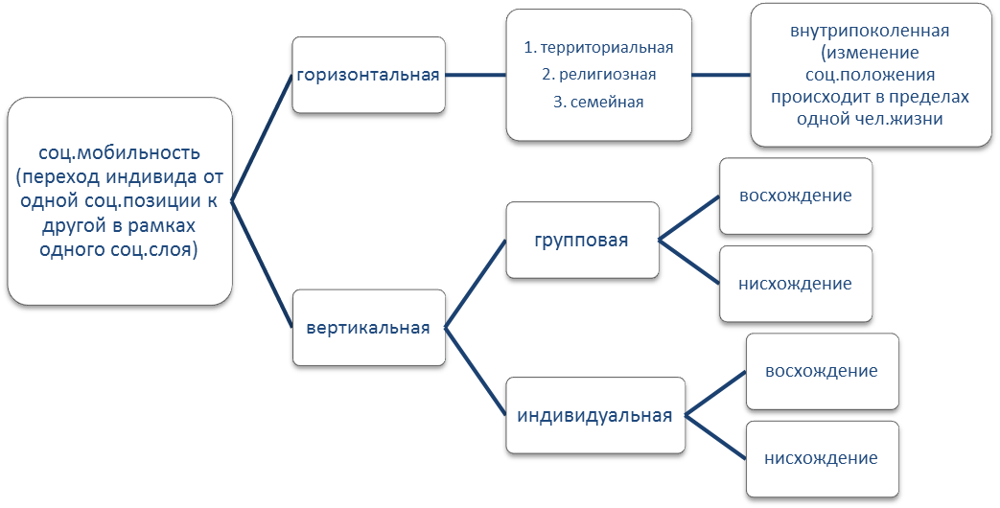 соц.мобильность
(переход индивида от
одной соц.позиции к
другой в рамках
одного соц.слоя)
горизонтальная
1. территориальная
2. религиозная
3. семейная
внутрипоколенная
(изменение
соц.положения
происходит в пределах
одной чел.жизни
вертикальная
групповая
восхождение
нисхождение
индивидуальная
восхождение
нисхождение